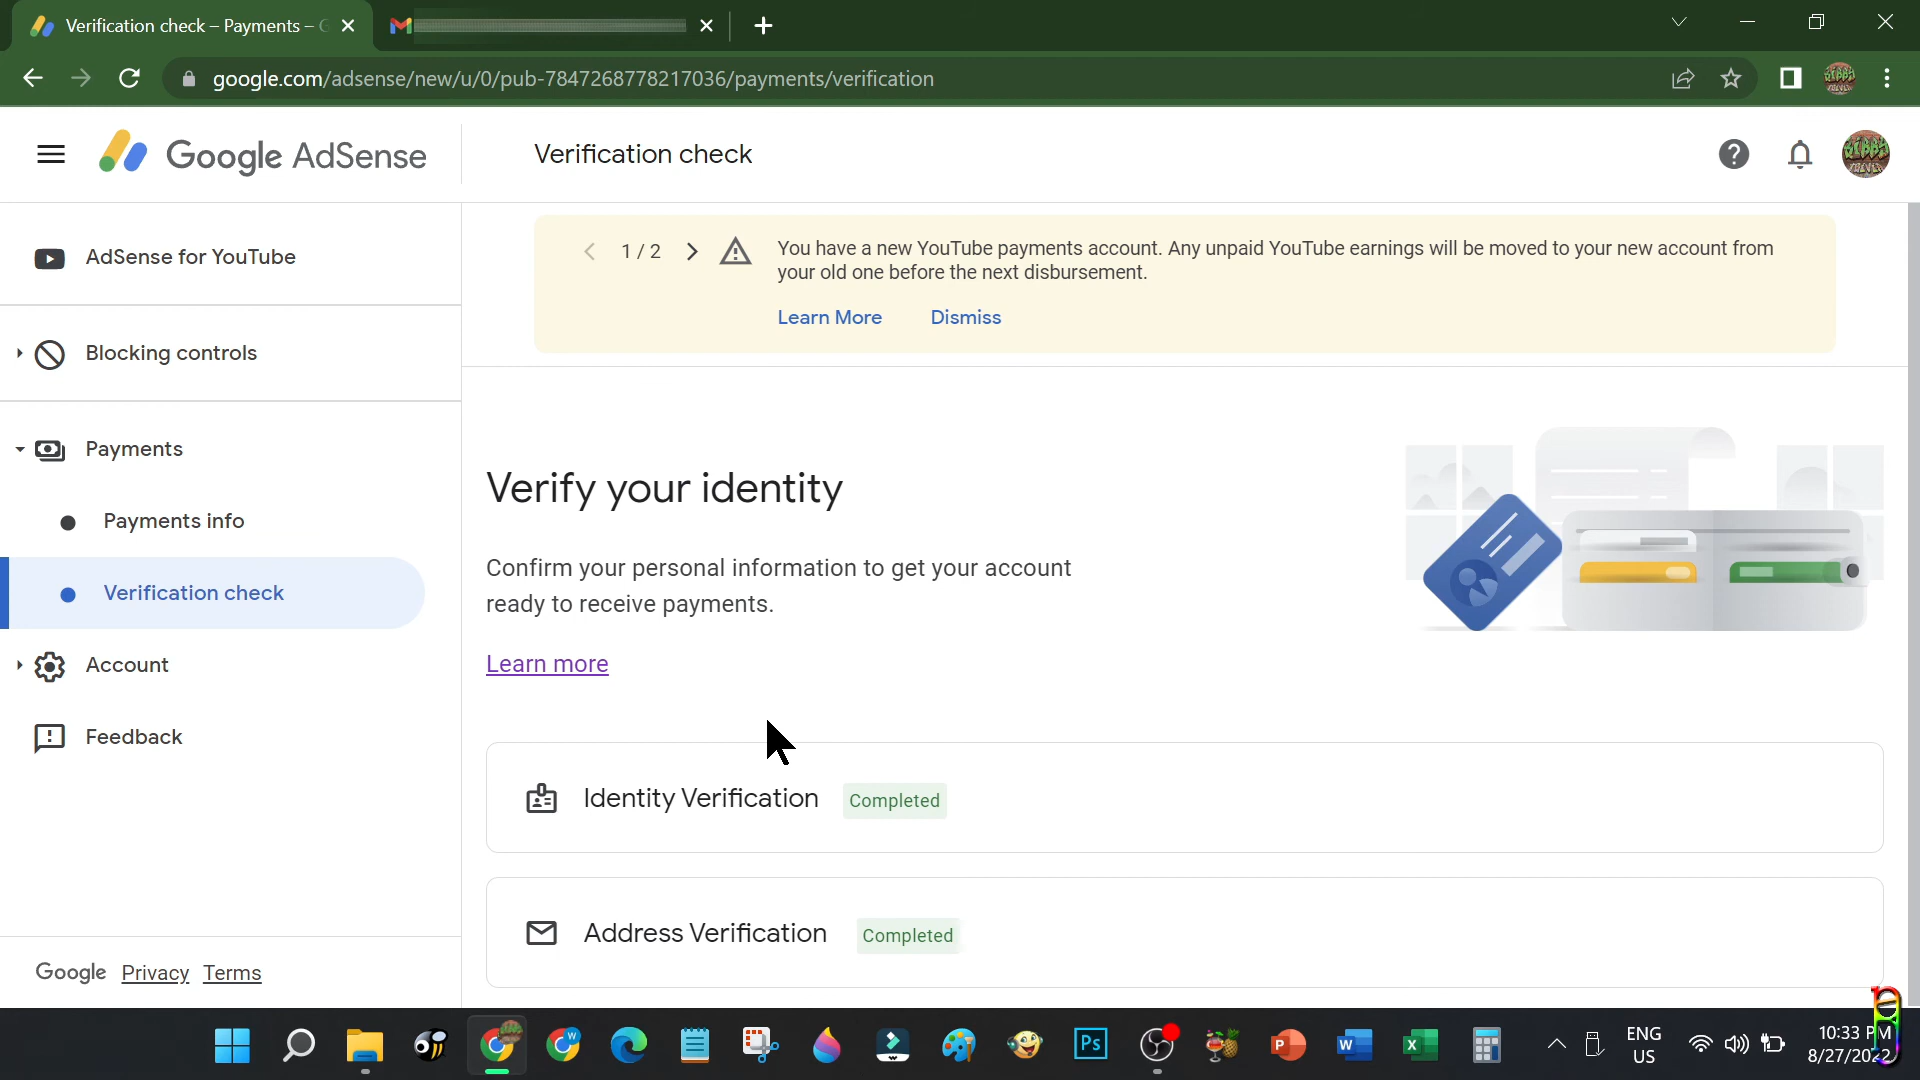 Verification check – Payments – G
google.com/adsense/new/u/0/pub-7847268778217036/payments/verification
Google AdSense
Verification check
AdSense for YouTube
Blocking controls
Payments
Payments info
Verification check
Account
Feedback
Google Privacy Terms
1 / 2
You have a new YouTube payments account. Any unpaid YouTube earnings will be moved to your new account from
your old one before the next disbursement.
Learn More Dismiss
Verify your identity
Confirm your personal information to get your account
ready to receive payments.
Learn more
Identity Verification Completed
Address Verification Completed
W
Ps
P
W
X
ENG
US
10:33 PM
8/27/2022